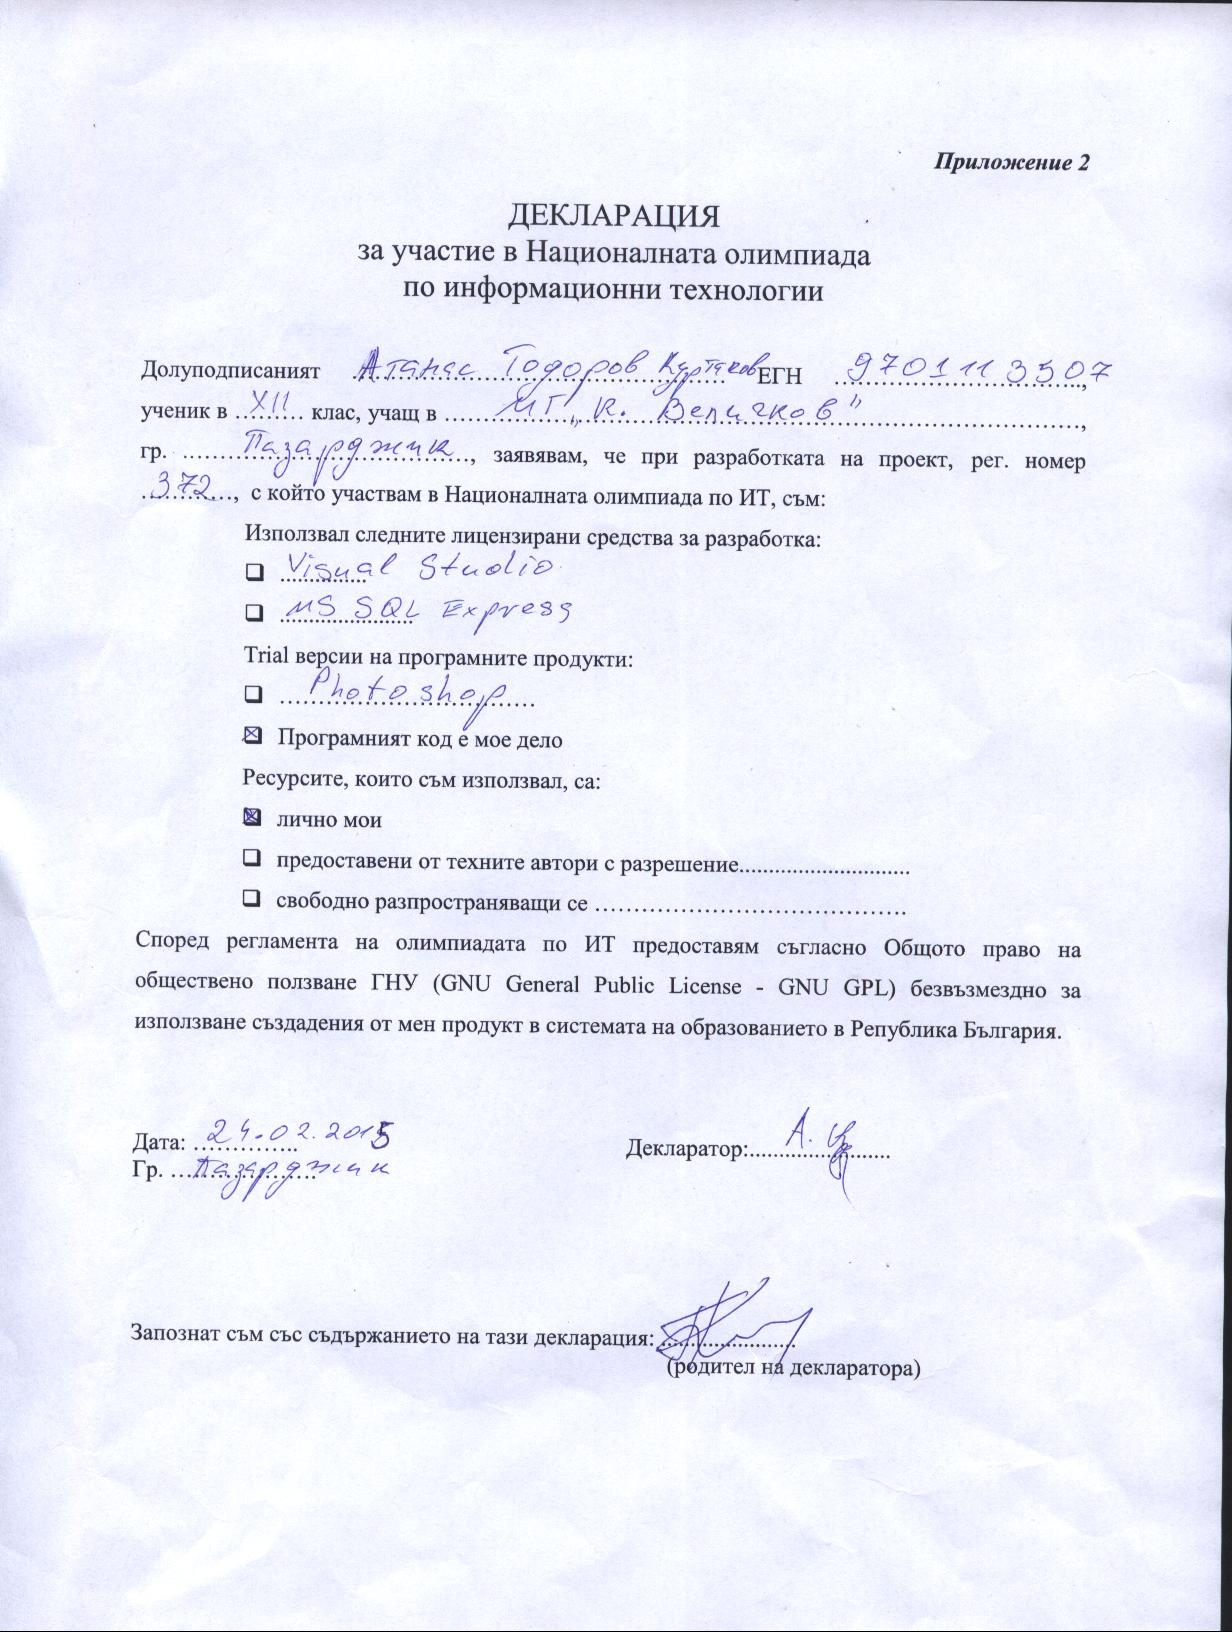 Приложение 2
ДЕКЛАРАЦИЯ
за участие в Националната олимпиада
по информационни технологии
Долуподписаният Атанас Тодоров Куртаков ЕГН 9701113507,
ученик в XII клас, учащ в МГ „К. Величков",
гр. Пазарджик, заявявам, че при разработката на проект, рег. номер
372, с който участвам в Националната олимпиада по ИТ, съм:
Използвал следните лицензирани средства за разработка:
Visual Studio
MS SQL Express
Trial версии на програмните продукти:
Photoshop
Програмният код е мое дело
Ресурсите, които съм използвал, са:
лично мои
предоставени от техните автори с разрешение.............................
свободно разпространяващи се …………………………………
Според регламента на олимпиадата по ИТ предоставям съгласно Общото право на
обществено ползване ГНУ (GNU General Public License - GNU GPL) безвъзмездно за
използване създадения от мен продукт в системата на образованието в Република България.
Дата: 24.02.2015 Декларатор: А.
Гр. Пазарджик
Запознат съм със съдържанието на тази декларация:
(родител на декларатора)